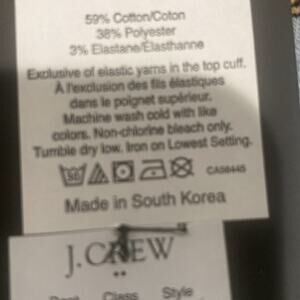 59% Cotton/Coton
38% Polyester
3% Elastane/Élasthanne
Exclusive of elastic yarns in the top cuff.
À l'exclusion des fils élastiques
dans le poignet supérieur.
Machine wash cold with like
colors. Non-chlorine bleach only.
Tumble dry low. Iron on Lowest Setting.
CA56445
Made in South Korea
J.CREW
Dept Class Style